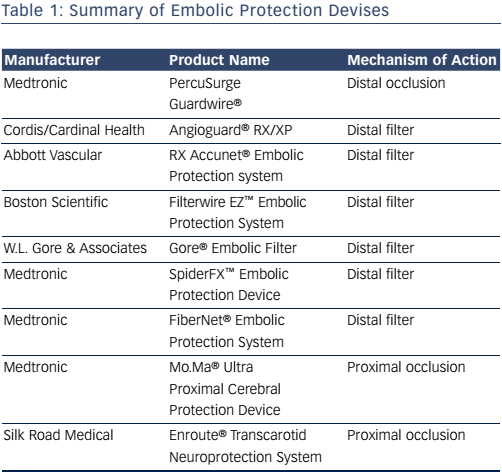 Table 1: Summary of Embolic Protection Devises
Manufacturer Product Name Mechanism of Action
Medtronic PercuSurge Distal occlusion
Guardwire®
Cordis/Cardinal Health Angioguard® RX/XP Distal filter
Abbott Vascular RX Accunet® Embolic Distal filter
Protection system
Boston Scientific Filterwire EZ™ Embolic Distal filter
Protection System
W.L. Gore & Associates Gore® Embolic Filter Distal filter
Medtronic SpiderFX™ Embolic Distal filter
Protection Device
Medtronic FiberNet® Embolic Distal filter
Protection System
Medtronic Mo.Ma® Ultra Proximal occlusion
Proximal Cerebral
Protection Device
Silk Road Medical Enroute® Transcarotid Proximal occlusion
Neuroprotection System